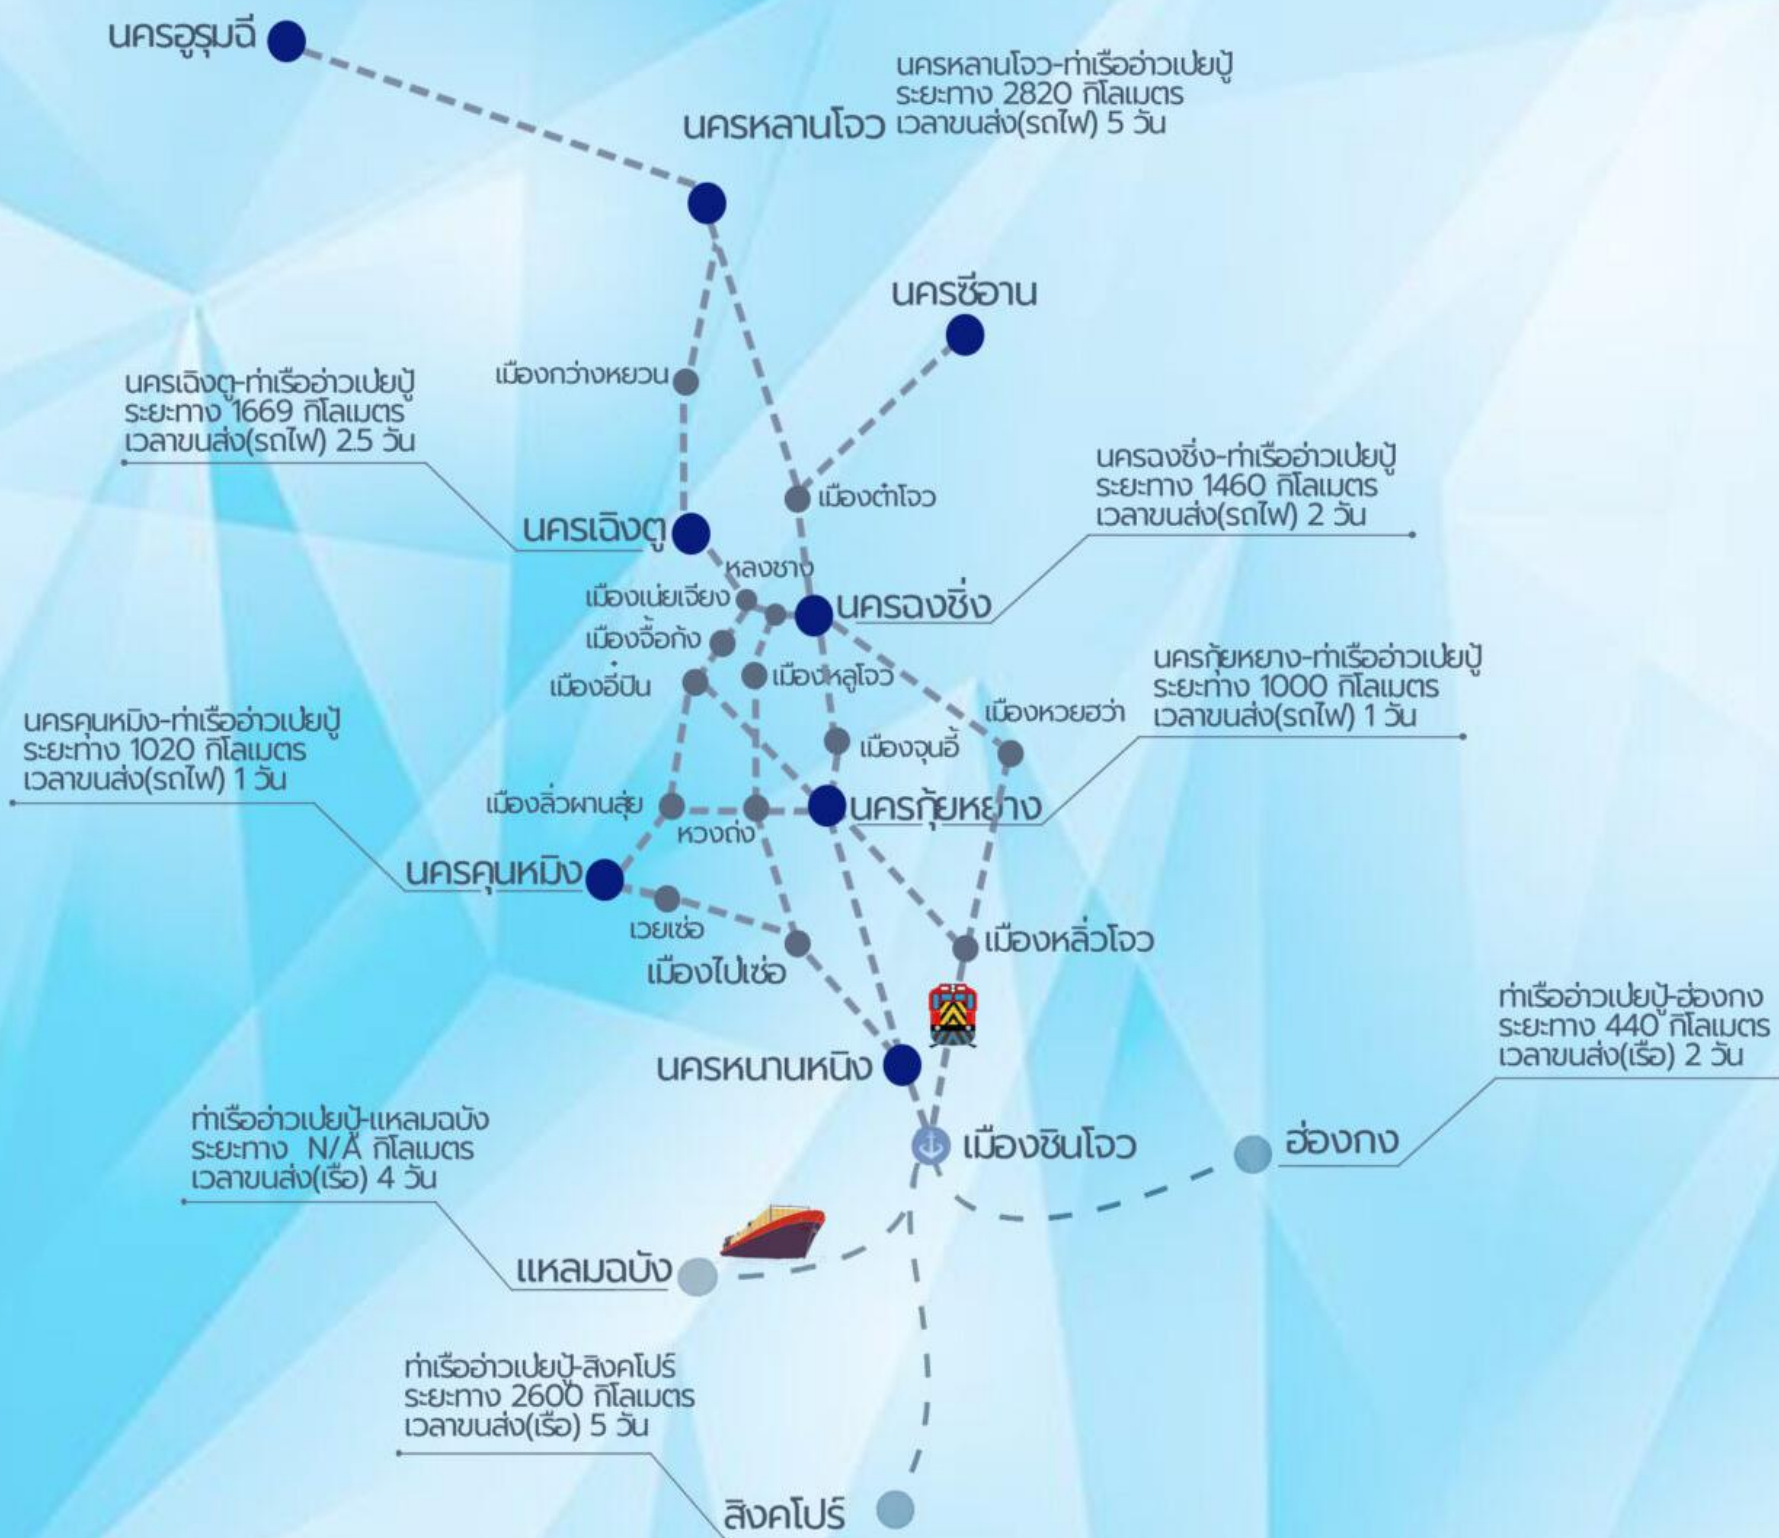 นครอูรุมฉี
นครหลานโจว-ท่าเรืออ่าวเปยปู้
ระยะทาง 2820 กิโลเมตร
เวลาขนส่ง(รถไฟ) 5 วัน
นครหลานโจว
นครซีอาน
เมืองกว่างหยวน
นครเฉิงตู-ท่าเรืออ่าวเปยปู้
ระยะทาง 1669 กิโลเมตร
เวลาขนส่ง(รถไฟ) 2.5 วัน
นครฉงชิ่ง-ท่าเรืออ่าวเปยปู้
ระยะทาง 1460 กิโลเมตร
เวลาขนส่ง(รถไฟ) 2 วัน
เมืองต๋าโจว
นครเฉิงตู
หลงชาง
เมืองเน่ยเจียง
นครฉงชิ่ง
เมืองจื้อก้ง
เมืองอี๋ปิน
เมืองหลูโจว
นครกุ้ยหยาง-ท่าเรืออ่าวเปยปู้
ระยะทาง 1000 กิโลเมตร
เวลาขนส่ง(รถไฟ) 1 วัน
นครคุนหมิง-ท่าเรืออ่าวเปยปู้
ระยะทาง 1020 กิโลเมตร
เวลาขนส่ง(รถไฟ) 1 วัน
เมืองหวยฮว่า
เมืองจุนอี้
เมืองลิ่วผานสุ่ย
หวงถ่ง
นครกุ้ยหยาง
นครคุนหมิง
เวยเซ่อ
เมืองไปเซ่อ
เมืองหลิ่วโจว
ท่าเรืออ่าวเปยปู้-ฮ่องกง
ระยะทาง 440 กิโลเมตร
เวลาขนส่ง(เรือ) 2 วัน
นครหนานหนิง
ท่าเรืออ่าวเปยปู้-แหลมฉบัง
ระยะทาง N/A กิโลเมตร
เวลาขนส่ง(เรือ) 4 วัน
เมืองชินโจว
ฮ่องกง
แหลมฉบัง
ท่าเรืออ่าวเปยปู้-สิงคโปร์
ระยะทาง 2600 กิโลเมตร
เวลาขนส่ง(เรือ) 5 วัน
สิงคโปร์